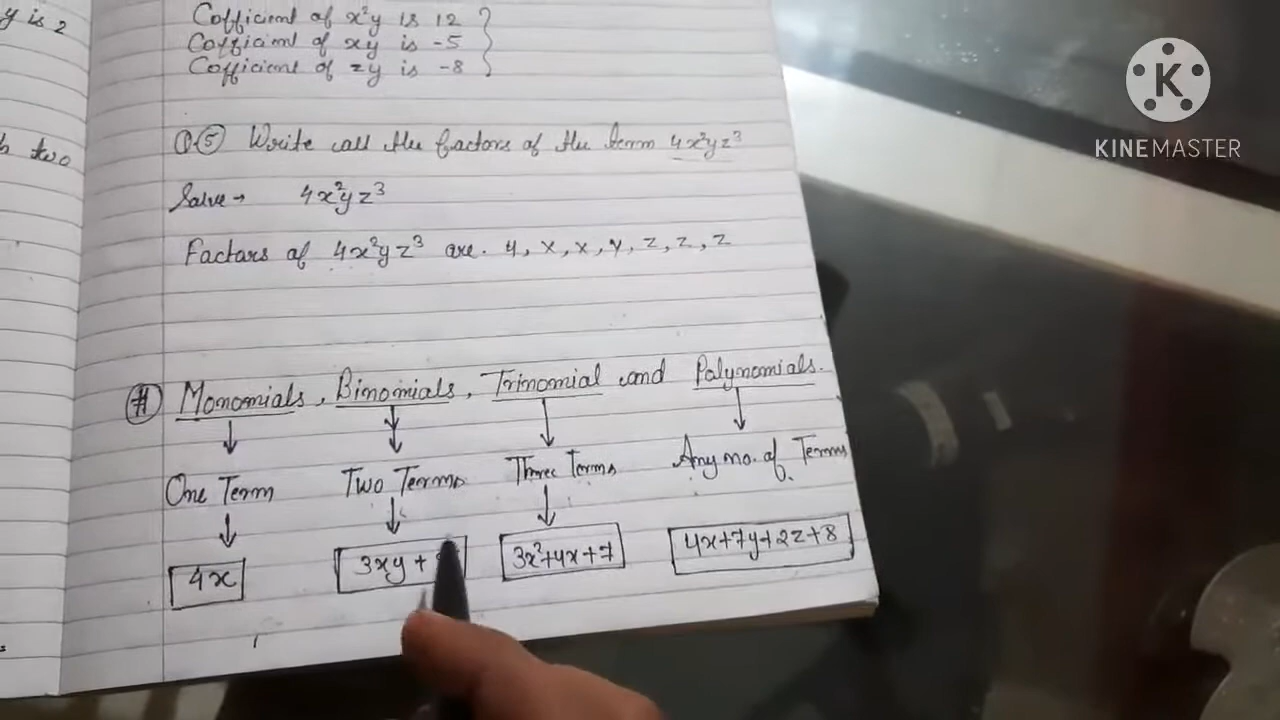 y is 2
two
Cofficient of x²y is 12
Cofficient of xy is -5
Cofficient of zy is -8
Q.5 Write all the factors of the term 4x²yz³
Solve → 4x²yz³
Factors of 4x²yz³ are. 4, x, x, y, z, z, z
# Monomials, Binomials, Trinomial and Polynomials.
One Term Two Terms Three Terms Any no. of Terms
4x 3xy + 3x²+4x+7 4x+7y+2z+8
K
KINEMASTER